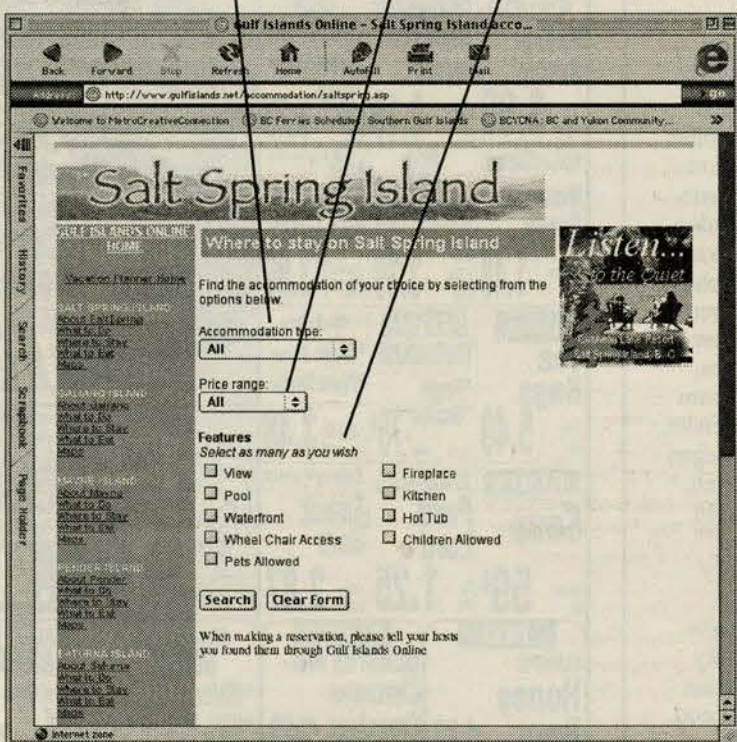 Gulf Islands Online - Salt Spring Island acco...
Back Forward Stop Refresh Home AutoFill Print Mail
Address http://www.gulfislands.net/accommodation/saltspring.asp go
Welcome to MetroCreativeConnection BC Ferries Schedules: Southern Gulf Islands BCYCNA: BC and Yukon Community...
Favorites
History
Search
Scrapbook
Page Holder
Salt Spring Island
GULF ISLANDS ONLINE
HOME
Vacation Planner Home
SALT SPRING ISLAND
About SaltSpring
What to Do
Where to Stay
What to Eat
Maps
GALIANO ISLAND
About Galiano
What to Do
Where to Stay
What to Eat
Maps
MAYNE ISLAND
About Mayne
What to Do
Where to Stay
What to Eat
Maps
PENDER ISLAND
About Pender
What to Do
Where to Stay
What to Eat
Maps
SATURNA ISLAND
About Saturna
What to Do
Where to Stay
What to Eat
Maps
Where to stay on Salt Spring Island
Find the accommodation of your choice by selecting from the
options below.
Accommodation type:
All
Price range:
All
Features
Select as many as you wish
View Fireplace
Pool Kitchen
Waterfront Hot Tub
Wheel Chair Access Children Allowed
Pets Allowed
Search Clear Form
When making a reservation, please tell your hosts
you found them through Gulf Islands Online
Listen...
to the Quiet
Lake Resort
Salt Spring Island, B.C.
Internet zone